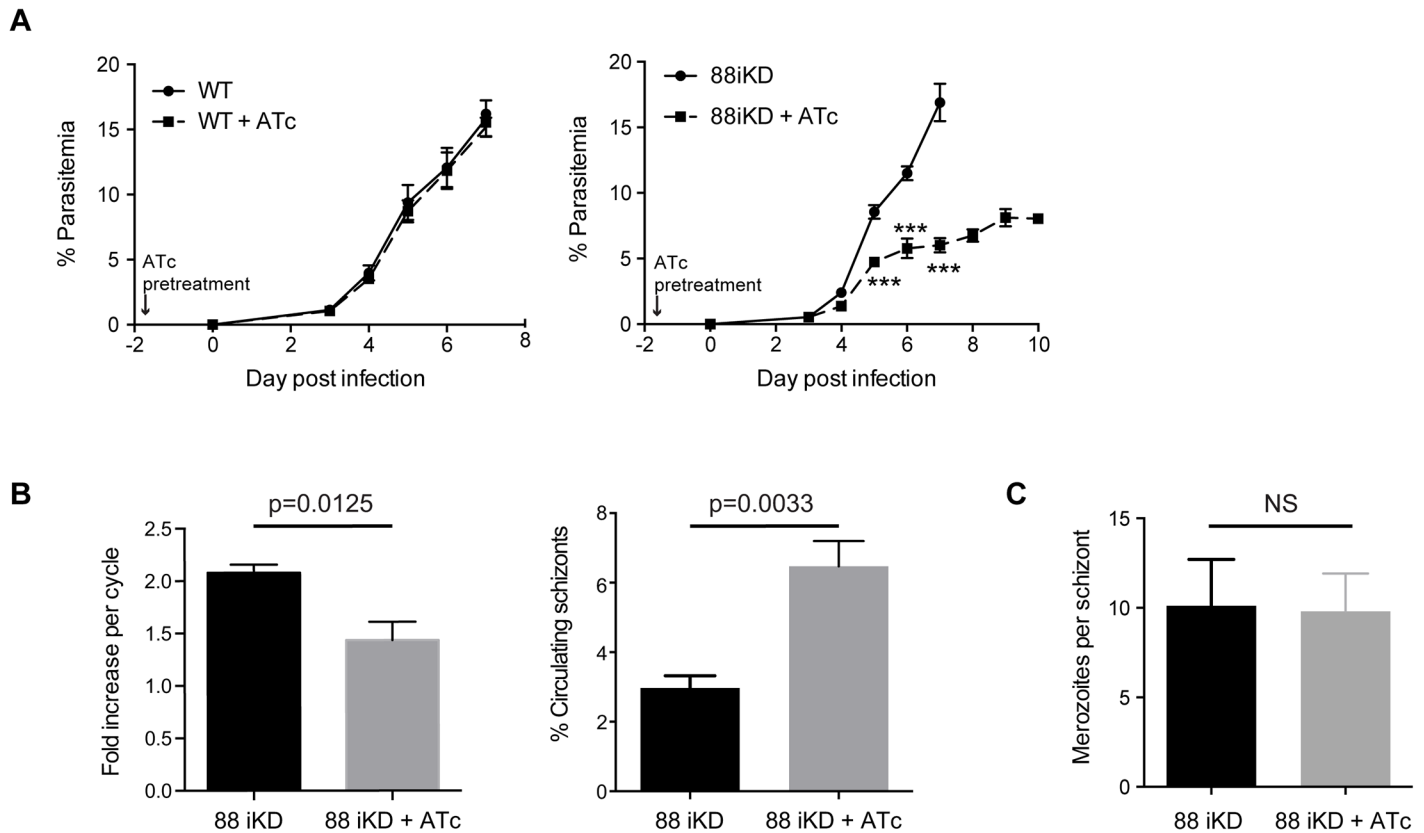 A
20
15
10
5
0
% Parasitemia
WT
WT + ATc
ATc
pretreatment
-2 0 2 4 6 8
Day post infection
20
15
10
5
0
% Parasitemia
88iKD
88iKD + ATc
***
***
***
ATc
pretreatment
-2 0 2 4 6 8 10
Day post infection
B
p=0.0125
2.5
2.0
1.5
1.0
0.5
0.0
Fold increase per cycle
88 iKD 88 iKD + ATc
p=0.0033
8
6
4
2
0
% Circulating schizonts
88 iKD 88 iKD + ATc
C
NS
15
10
5
0
Merozoites per schizont
88 iKD 88 iKD + ATc